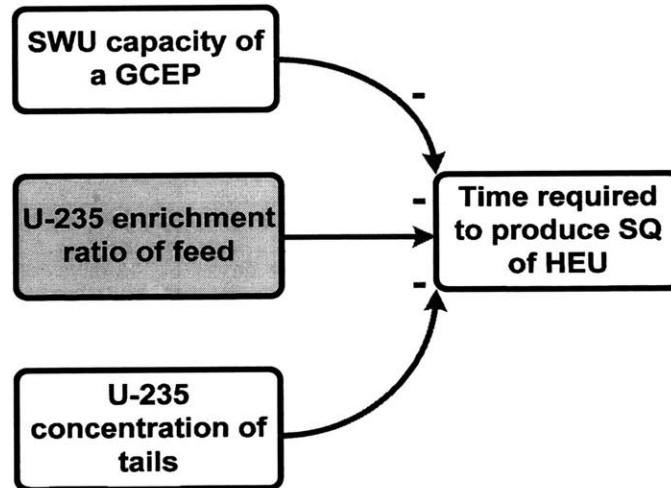 SWU capacity of
a GCEP
-
U-235 enrichment
ratio of feed
-
Time required
to produce SQ
of HEU
-
U-235
concentration of
tails